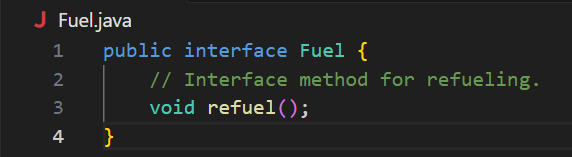 J Fuel.java
1 public interface Fuel {
2 // Interface method for refueling.
3 void refuel();
4 }